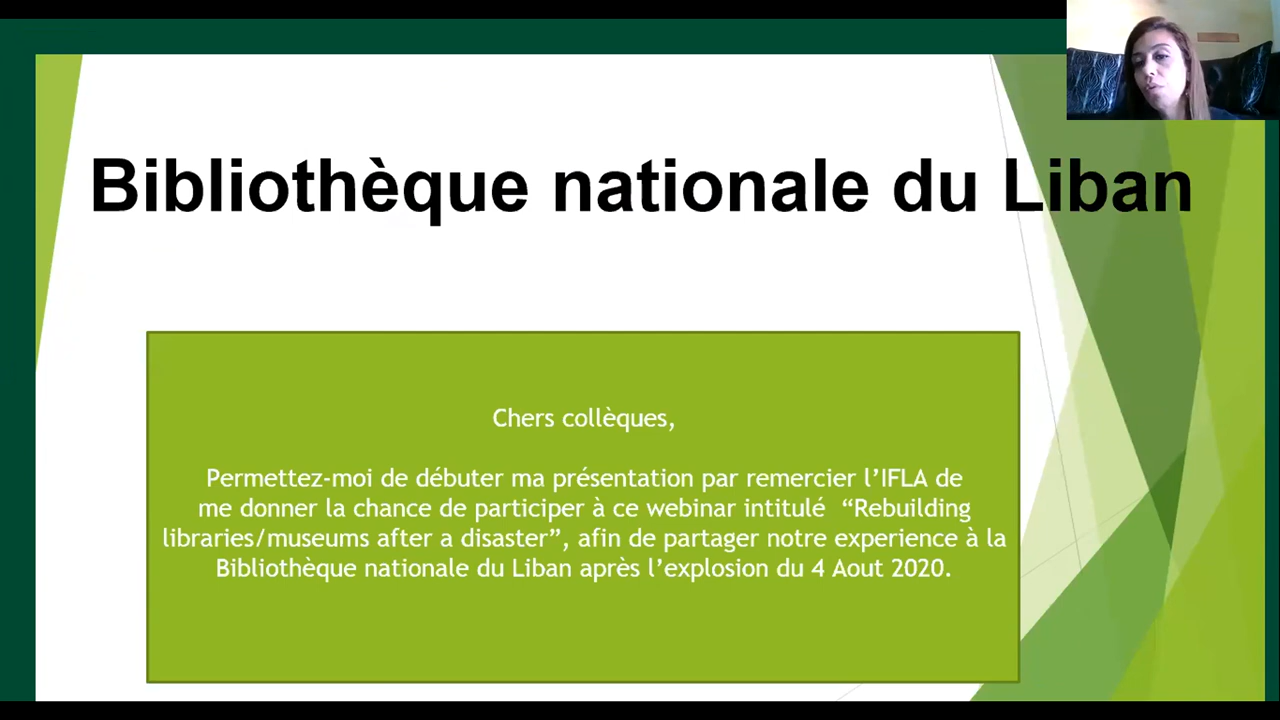 Bibliothèque nationale du Liban
Chers collèques,
Permettez-moi de débuter ma présentation par remercier l’IFLA de
me donner la chance de participer à ce webinar intitulé “Rebuilding
libraries/museums after a disaster”, afin de partager notre experience à la
Bibliothèque nationale du Liban après l’explosion du 4 Aout 2020.